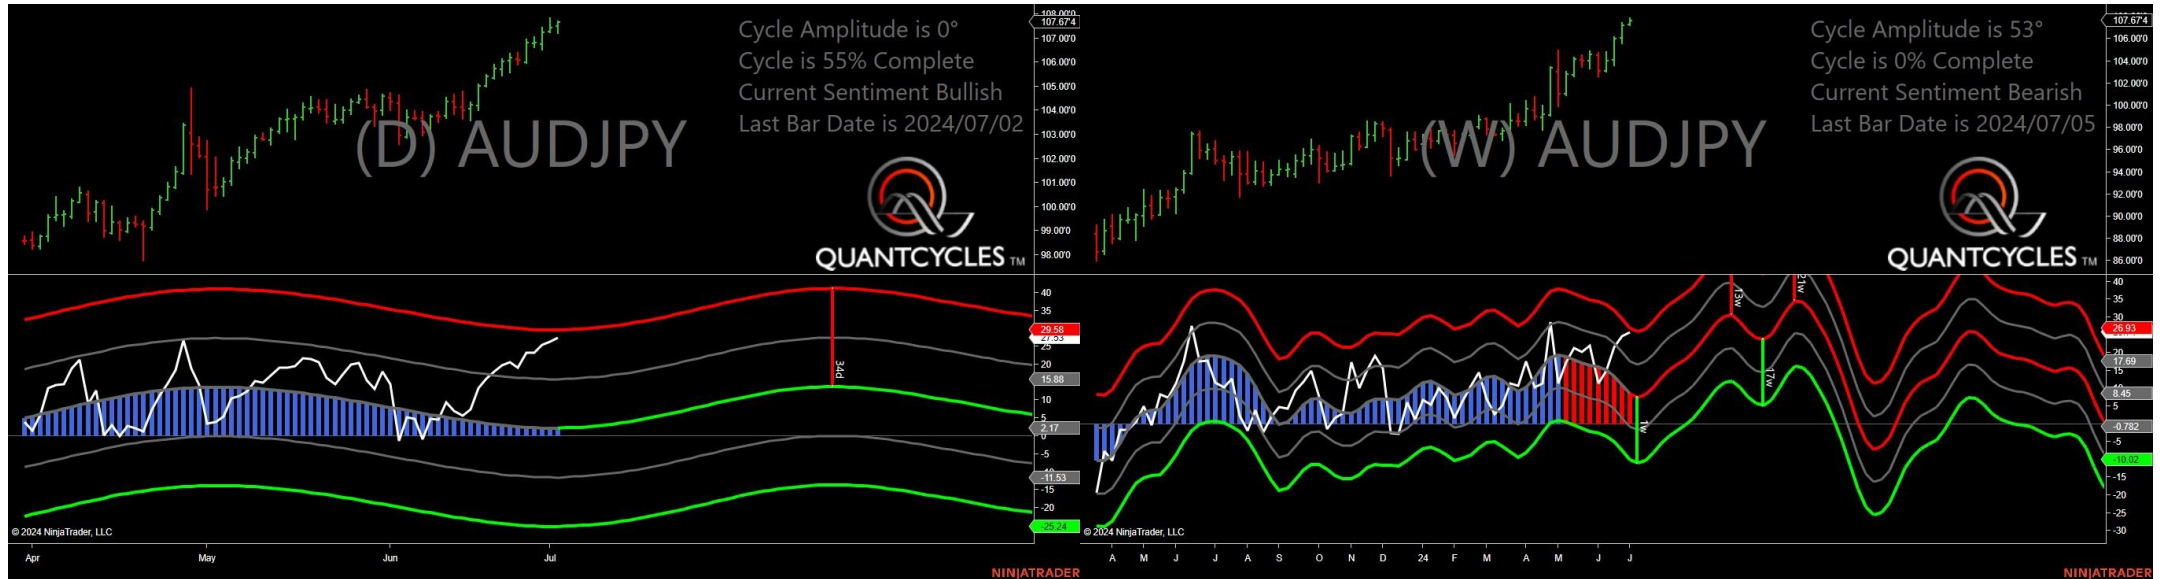 Cycle Amplitude is 0°
Cycle is 55% Complete
Current Sentiment Bullish
Last Bar Date is 2024/07/02
(D) AUDJPY
QUANTCYCLES TM
108.00'0
107.67'4
107.00'0
106.00'0
105.00'0
104.00'0
103.00'0
102.00'0
101.00'0
100.00'0
99.00'0
98.00'0
40
35
29.58
27.53
25
20
15.88
10
5
2.17
0
-5
-11.53
-15
-20
-25.24
34d
© 2024 NinjaTrader, LLC
Apr May Jun Jul
NINJATRADER
Cycle Amplitude is 53°
Cycle is 0% Complete
Current Sentiment Bearish
Last Bar Date is 2024/07/05
(W) AUDJPY
QUANTCYCLES TM
107.67'4
106.00'0
104.00'0
102.00'0
100.00'0
98.00'0
96.00'0
94.00'0
92.00'0
90.00'0
88.00'0
86.00'0
13w
21w
17w
1w
40
35
30
26.93
20
17.69
8.45
5
-0.782
-5
-10.02
-15
-20
-25
-30
© 2024 NinjaTrader, LLC
A M J J A S O N D 24 F M A M J J
NINJATRADER